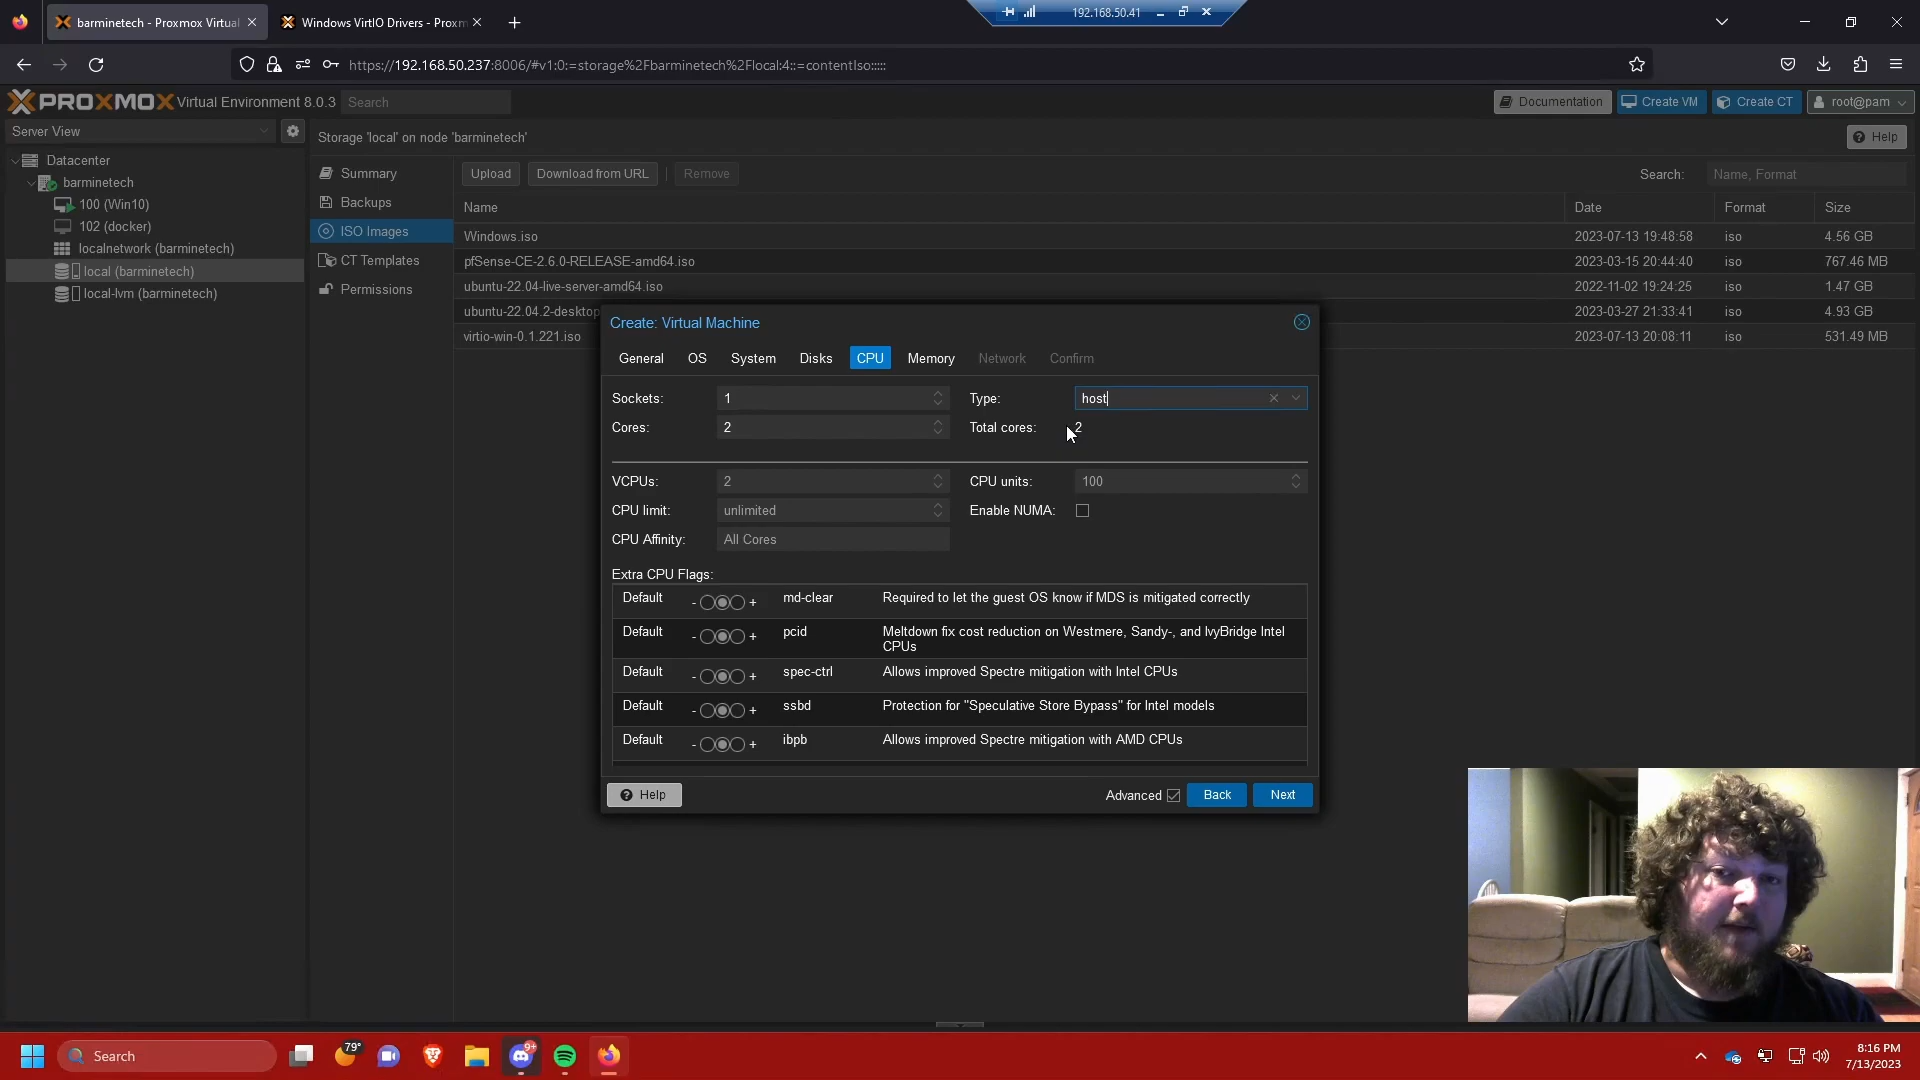 barminetech - Proxmox Virtual
Windows VirtIO Drivers - Proxm
192.168.50.41
https://192.168.50.237:8006/#v1:0:=storage%2Fbarminetech%2Flocal:4::=contentIso:::::
PROXMOX Virtual Environment 8.0.3
Search
Documentation
Create VM
Create CT
root@pam
Server View
Storage 'local' on node 'barminetech'
Help
Datacenter
barminetech
100 (Win10)
102 (docker)
localnetwork (barminetech)
local (barminetech)
local-lvm (barminetech)
Summary
Backups
ISO Images
CT Templates
Permissions
Upload
Download from URL
Remove
Search:
Name, Format
Name
Date
Format
Size
Windows.iso
2023-07-13 19:48:58
iso
4.56 GB
pfSense-CE-2.6.0-RELEASE-amd64.iso
2023-03-15 20:44:40
iso
767.46 MB
ubuntu-22.04-live-server-amd64.iso
2022-11-02 19:24:25
iso
1.47 GB
ubuntu-22.04.2-desktop
2023-03-27 21:33:41
iso
4.93 GB
virtio-win-0.1.221.iso
2023-07-13 20:08:11
iso
531.49 MB
Create: Virtual Machine
General
OS
System
Disks
CPU
Memory
Network
Confirm
Sockets:
1
Type:
host
Cores:
2
Total cores:
2
VCPUs:
2
CPU units:
100
CPU limit:
unlimited
Enable NUMA:
CPU Affinity:
All Cores
Extra CPU Flags:
Default
- +
md-clear
Required to let the guest OS know if MDS is mitigated correctly
Default
- +
pcid
Meltdown fix cost reduction on Westmere, Sandy-, and IvyBridge Intel
CPUs
Default
- +
spec-ctrl
Allows improved Spectre mitigation with Intel CPUs
Default
- +
ssbd
Protection for "Speculative Store Bypass" for Intel models
Default
- +
ibpb
Allows improved Spectre mitigation with AMD CPUs
Help
Advanced
Back
Next
Search
79°
9+
8:16 PM
7/13/2023